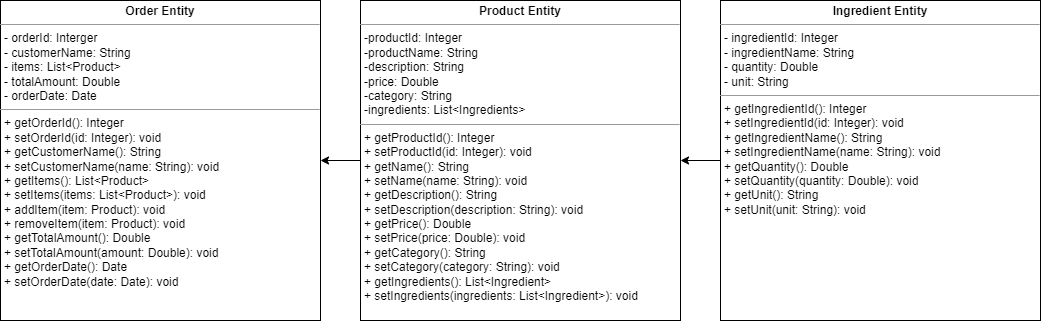 Order Entity
- orderId: Interger
- customerName: String
- items: List<Product>
- totalAmount: Double
- orderDate: Date
+ getOrderId(): Integer
+ setOrderId(id: Integer): void
+ getCustomerName(): String
+ setCustomerName(name: String): void
+ getItems(): List<Product>
+ setItems(items: List<Product>): void
+ addItem(item: Product): void
+ removeItem(item: Product): void
+ getTotalAmount(): Double
+ setTotalAmount(amount: Double): void
+ getOrderDate(): Date
+ setOrderDate(date: Date): void
Product Entity
-productId: Integer
-productName: String
-description: String
-price: Double
-category: String
-ingredients: List<Ingredients>
+ getProductId(): Integer
+ setProductId(id: Integer): void
+ getName(): String
+ setName(name: String): void
+ getDescription(): String
+ setDescription(description: String): void
+ getPrice(): Double
+ setPrice(price: Double): void
+ getCategory(): String
+ setCategory(category: String): void
+ getIngredients(): List<Ingredient>
+ setIngredients(ingredients: List<Ingredient>): void
Ingredient Entity
- ingredientId: Integer
- ingredientName: String
- quantity: Double
- unit: String
+ getIngredientId(): Integer
+ setIngredientId(id: Integer): void
+ getIngredientName(): String
+ setIngredientName(name: String): void
+ getQuantity(): Double
+ setQuantity(quantity: Double): void
+ getUnit(): String
+ setUnit(unit: String): void